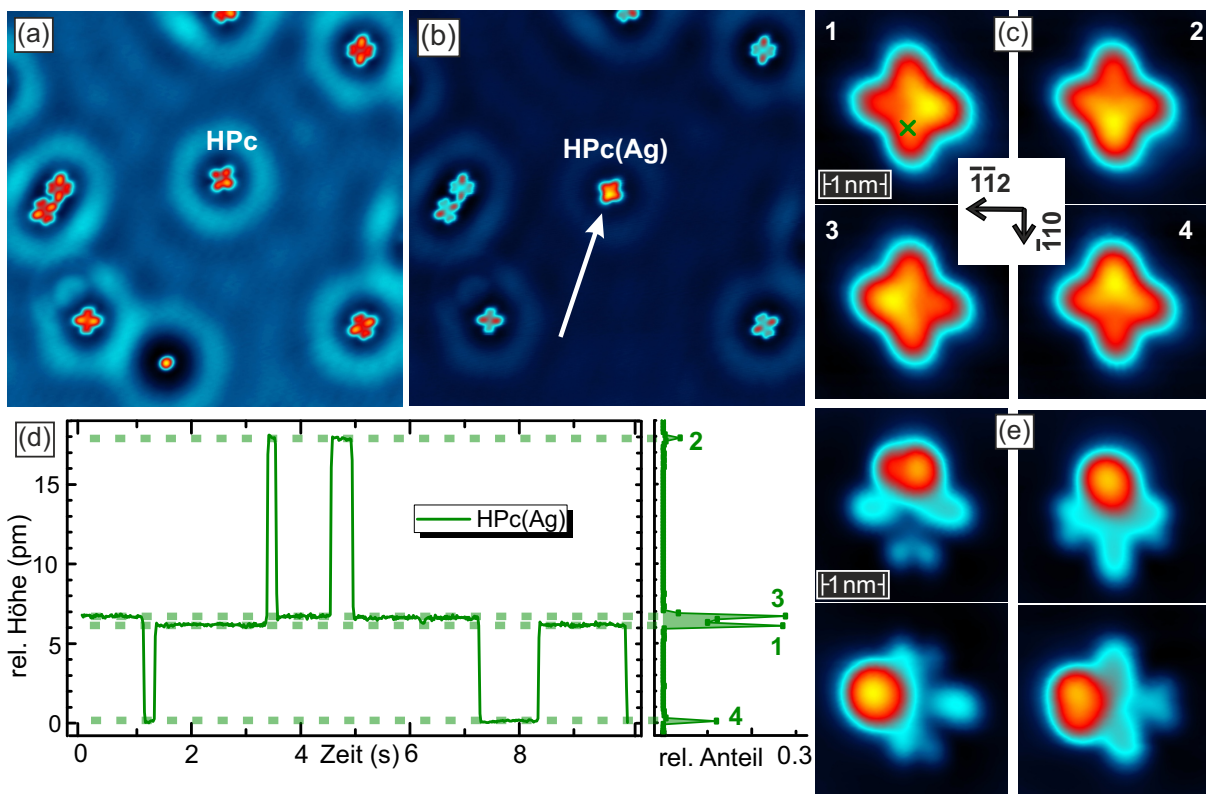 (a)
HPc
(b)
HPc(Ag)
(c)
1
2
1 nm
1̅1̅2
1̅10
3
4
(d)
rel. Höhe (pm)
15
10
5
0
HPc(Ag)
0
2
4
Zeit (s)
6
8
2
3
1
4
rel. Anteil
0.3
(e)
1 nm